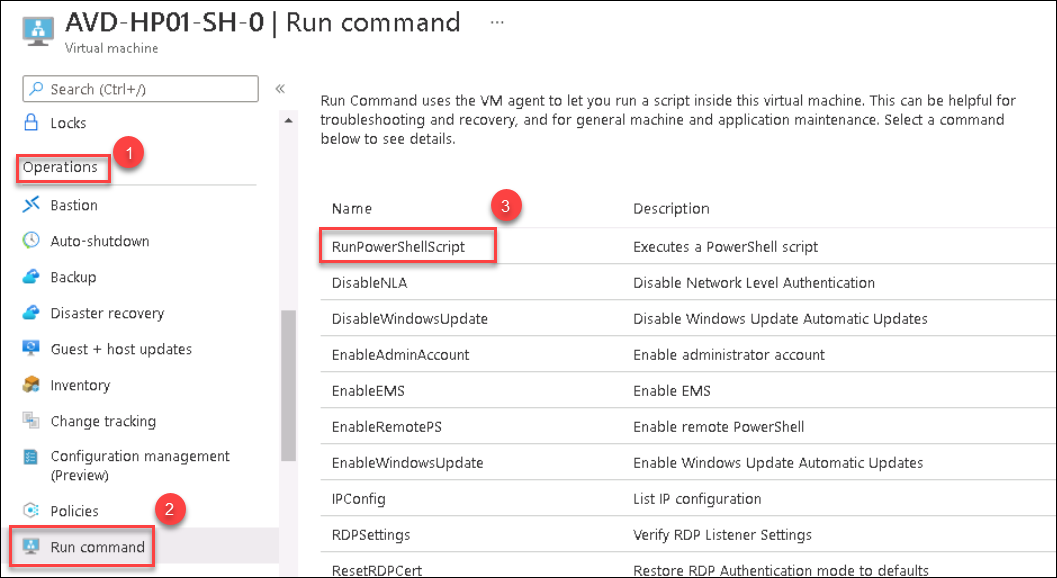 AVD-HP01-SH-0 | Run command ...
Virtual machine
Search (Ctrl+/)
«
Locks
Operations
1
Bastion
Auto-shutdown
Backup
Disaster recovery
Guest + host updates
Inventory
Change tracking
Configuration management
(Preview)
Policies
2
Run command
Run Command uses the VM agent to let you run a script inside this virtual machine. This can be helpful for
troubleshooting and recovery, and for general machine and application maintenance. Select a command
below to see details.
Name
3
Description
RunPowerShellScript Executes a PowerShell script
DisableNLA Disable Network Level Authentication
DisableWindowsUpdate Disable Windows Update Automatic Updates
EnableAdminAccount Enable administrator account
EnableEMS Enable EMS
EnableRemotePS Enable remote PowerShell
EnableWindowsUpdate Enable Windows Update Automatic Updates
IPConfig List IP configuration
RDPSettings Verify RDP Listener Settings
ResetRDPCert Restore RDP Authentication mode to defaults